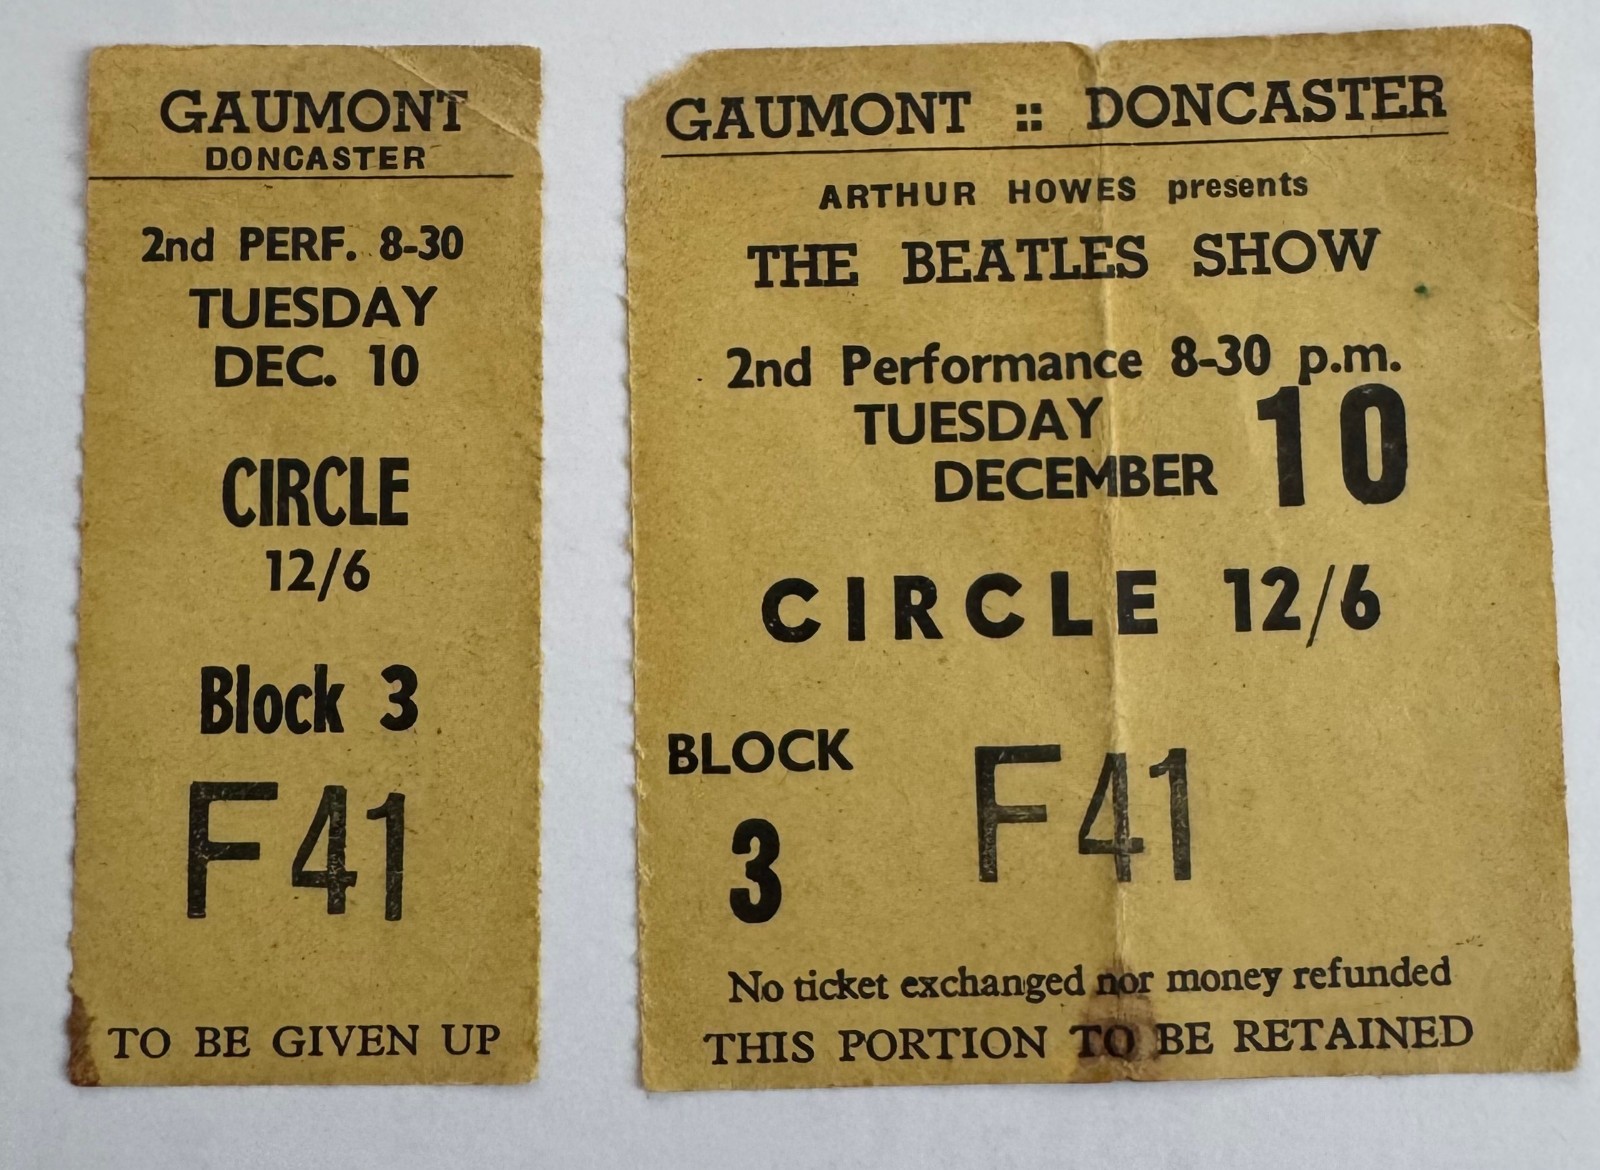 GAUMONT
DONCASTER
2nd PERF. 8-30
TUESDAY
DEC. 10
CIRCLE
12/6
Block 3
F 41
TO BE GIVEN UP
GAUMONT :: DONCASTER
ARTHUR HOWES presents
THE BEATLES SHOW
2nd Performance 8-30 p.m.
TUESDAY
DECEMBER 10
CIRCLE 12/6
BLOCK
3
F 41
No ticket exchanged nor money refunded
THIS PORTION TO BE RETAINED